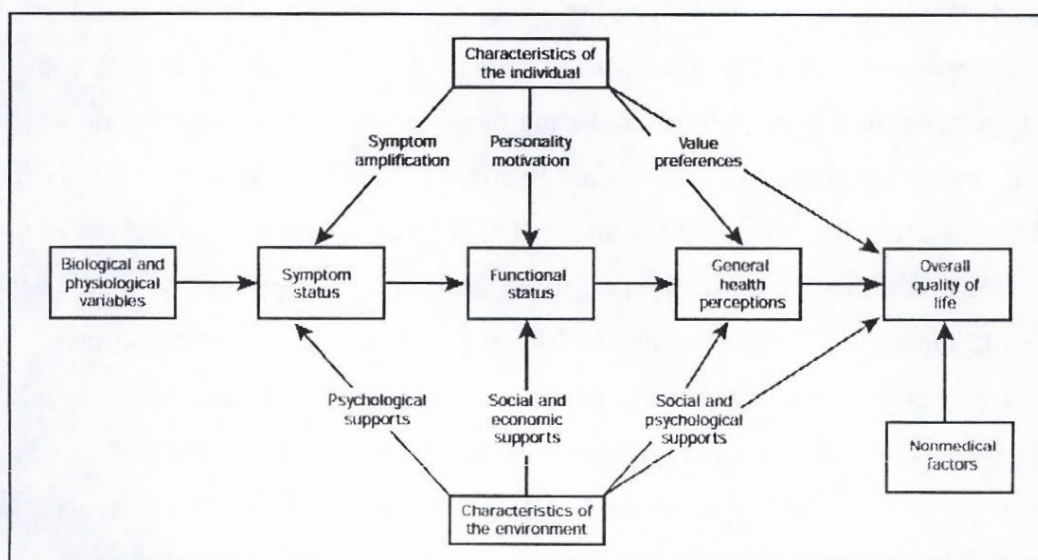 Characteristics of
the individual
Symptom
amplification
Personality
motivation
Value
preferences
Biological and
physiological
variables
Symptom
status
Functional
status
General
health
perceptions
Overall
quality of
life
Psychological
supports
Social and
economic
supports
Social and
psychological
supports
Nonmedical
factors
Characteristics of
the environment